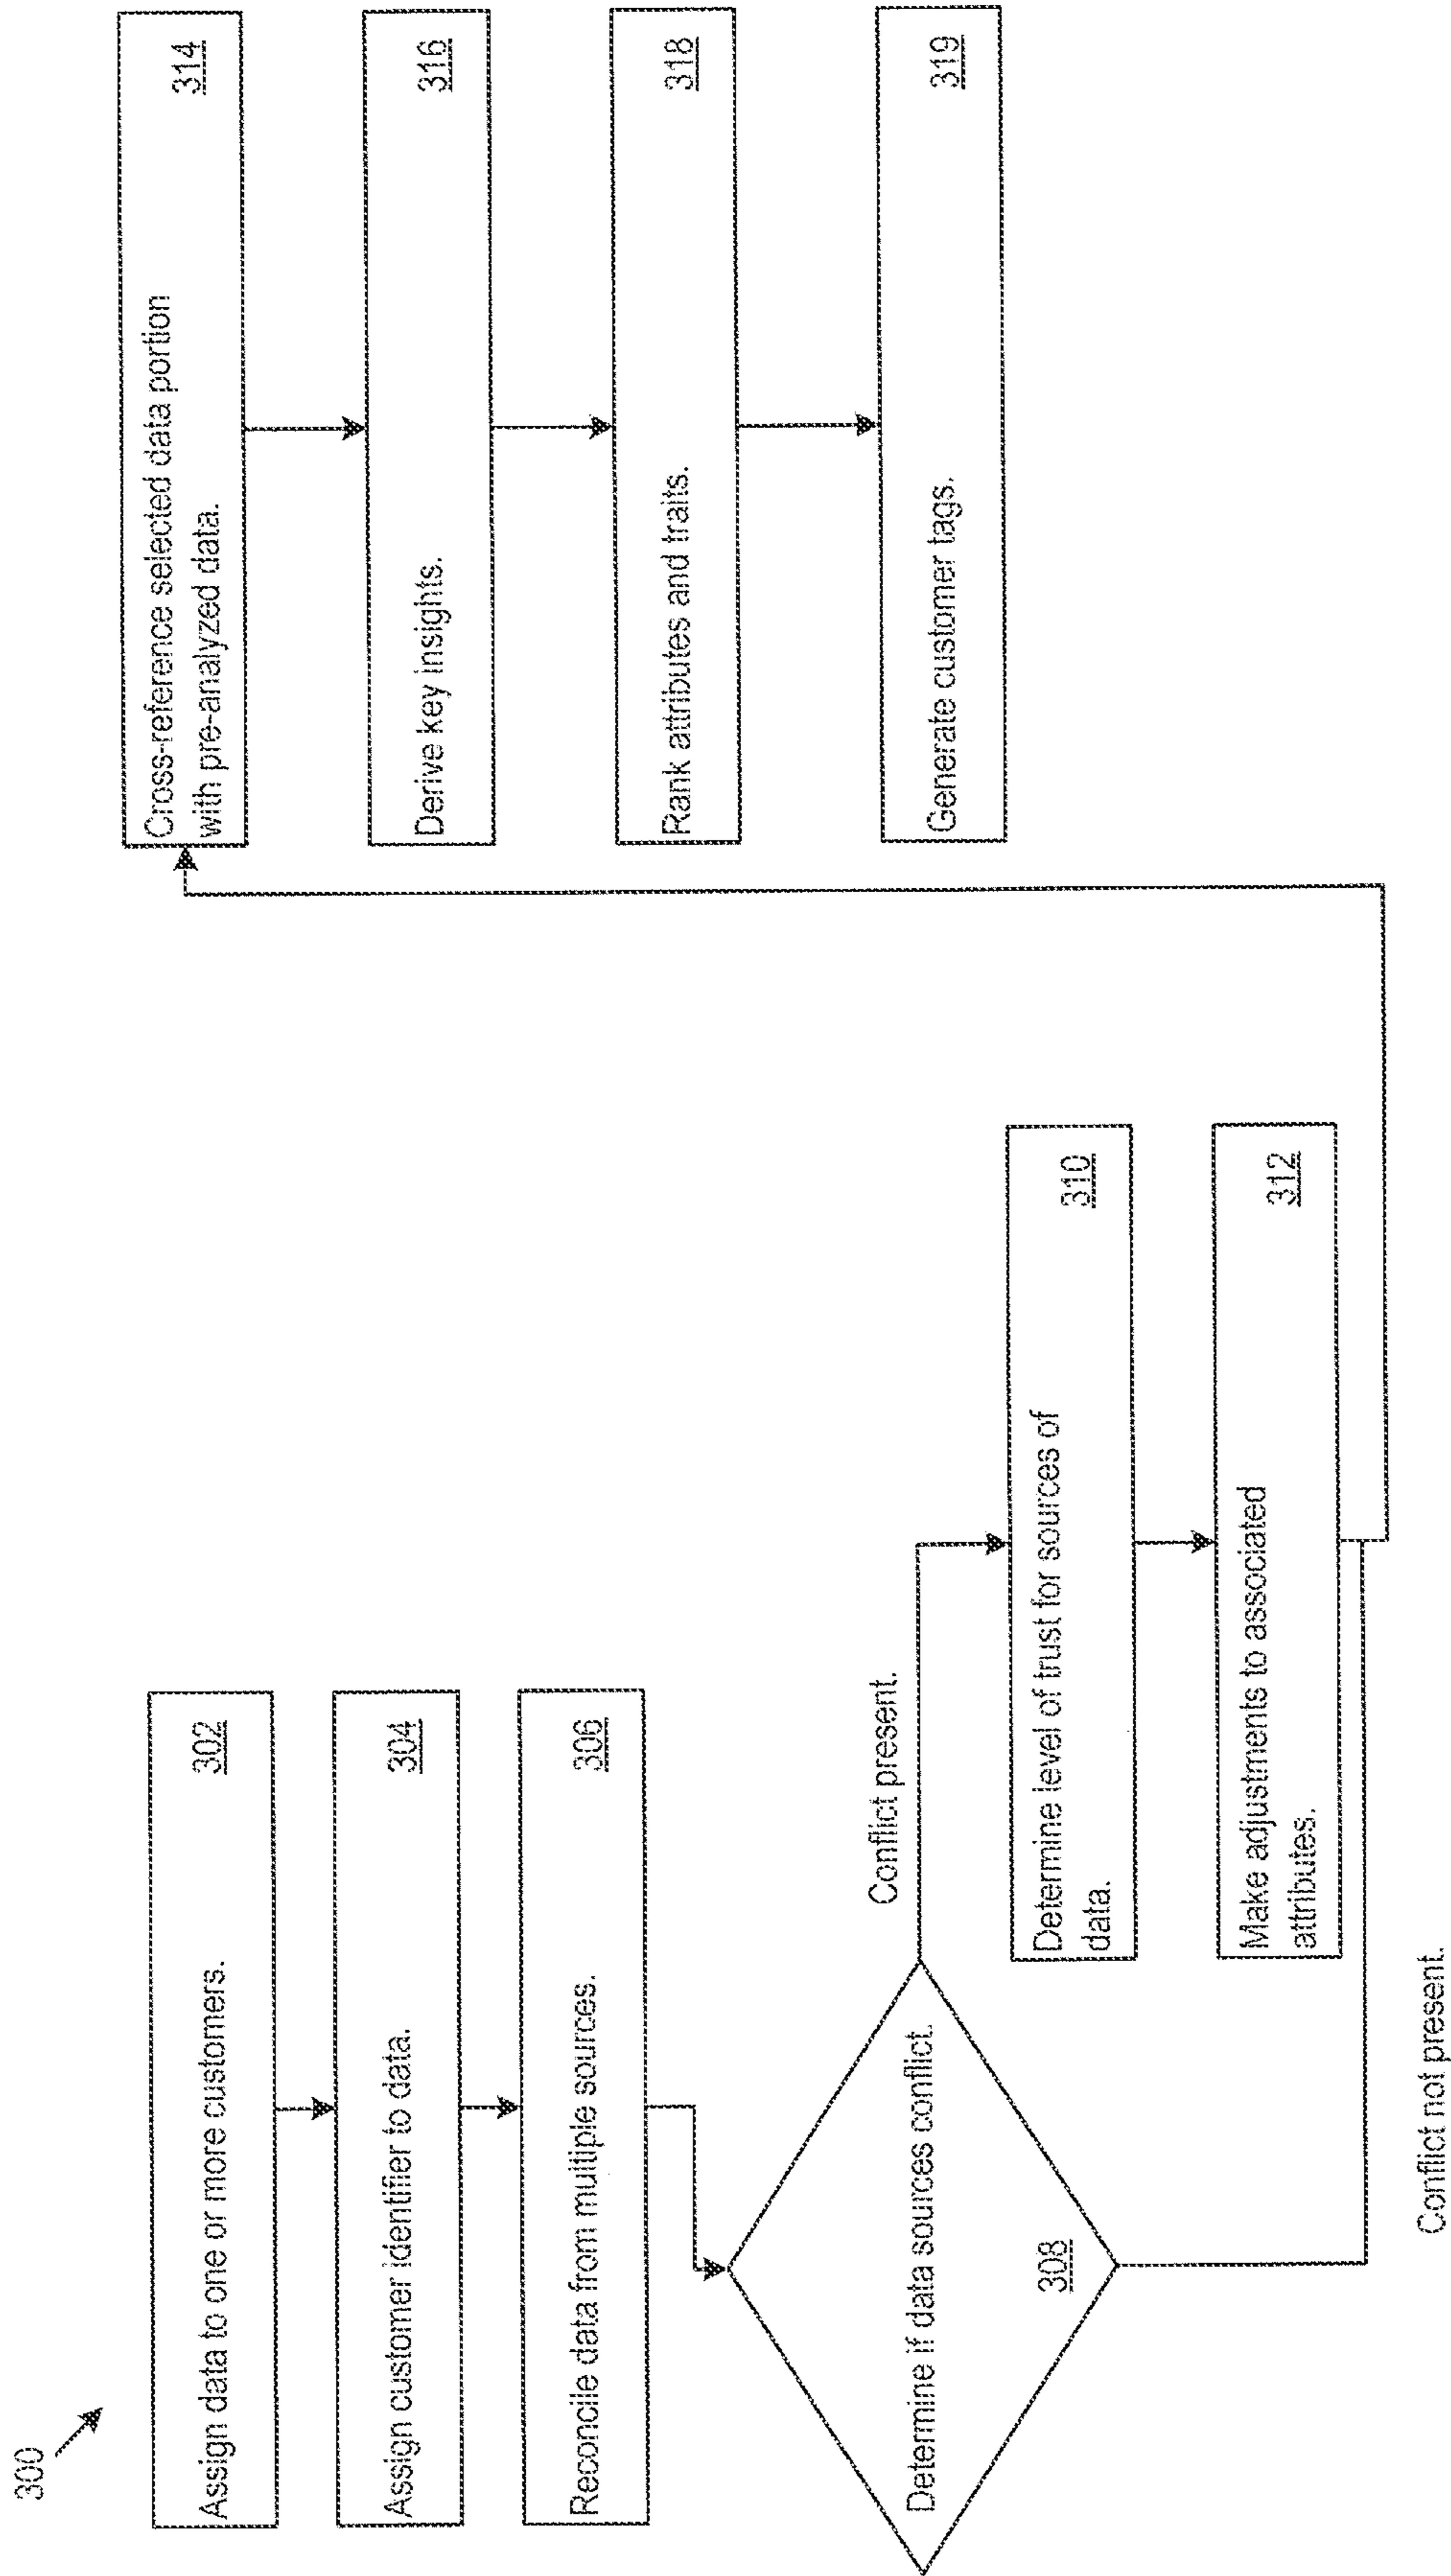 300
Assign data to one or more customers.
302
Assign customer identifier to data.
304
Reconcile data from multiple sources.
306
Determine if data sources conflict.
308
Conflict present.
Determine level of trust for sources of
data.
310
Make adjustments to associated
attributes.
312
Conflict not present.
Cross-reference selected data portion
with pre-analyzed data.
314
Derive key insights.
316
Rank attributes and traits.
318
Generate customer tags.
319